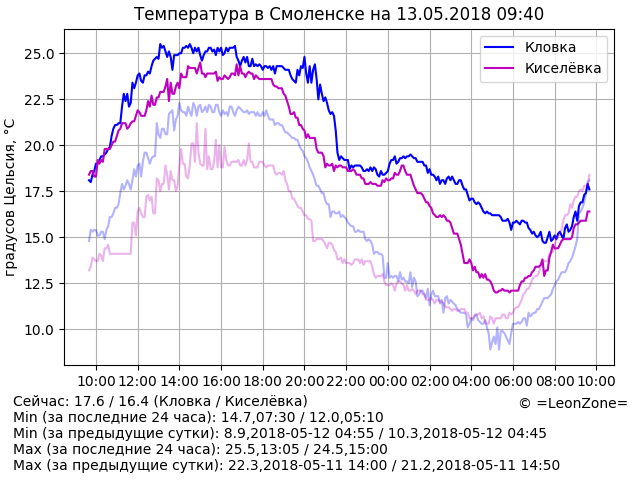 Температура в Смоленске на 13.05.2018 09:40
градусов Цельсия, °C
25.0
22.5
20.0
17.5
15.0
12.5
10.0
Кловка
Киселёвка
10:00 12:00 14:00 16:00 18:00 20:00 22:00 00:00 02:00 04:00 06:00 08:00 10:00
Сейчас: 17.6 / 16.4 (Кловка / Киселёвка)
© =LeonZone=
Min (за последние 24 часа): 14.7,07:30 / 12.0,05:10
Min (за предыдущие сутки): 8.9,2018-05-12 04:55 / 10.3,2018-05-12 04:45
Max (за последние 24 часа): 25.5,13:05 / 24.5,15:00
Max (за предыдущие сутки): 22.3,2018-05-11 14:00 / 21.2,2018-05-11 14:50